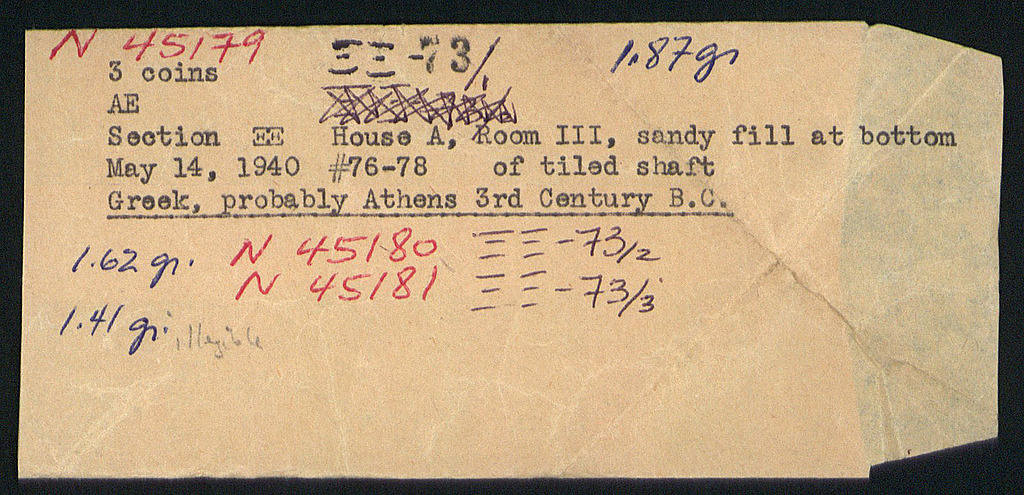 N 45179 ΞΞ-73/1. 1.87gr
3 coins
AE
Section ΞΞ House A, Room III, sandy fill at bottom
May 14, 1940 #76-78 of tiled shaft
Greek, probably Athens 3rd Century B.C.
1.62 gr. N 45180 ΞΞ-73/2
N 45181 ΞΞ-73/3
1.41 gr. illegible